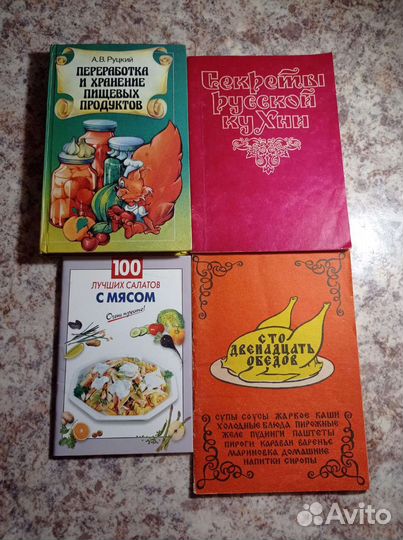 А.В.Руцкий
ПЕРЕРАБОТКА
И ХРАНЕНИЕ
ПИЩЕВЫХ
ПРОДУКТОВ
Секреты
русской
куХни
100
ЛУЧШИХ САЛАТОВ
С МЯСОМ
Очень просто!
СТО
ДВЕНАДЦАТЬ
ОБЕДОВ
СУПЫ СОУСЫ ЖАРКОЕ КАШИ
ХОЛОДНЫЕ БЛЮДА ПИРОЖНЫЕ
ЖЕЛЕ ПУДИНГИ ПАШТЕТЫ
ПИРОГИ КАРАВАИ ВАРЕНЬЕ
МАРИНОВКА ДОМАШНИЕ
НАПИТКИ СИРОПЫ
Avito